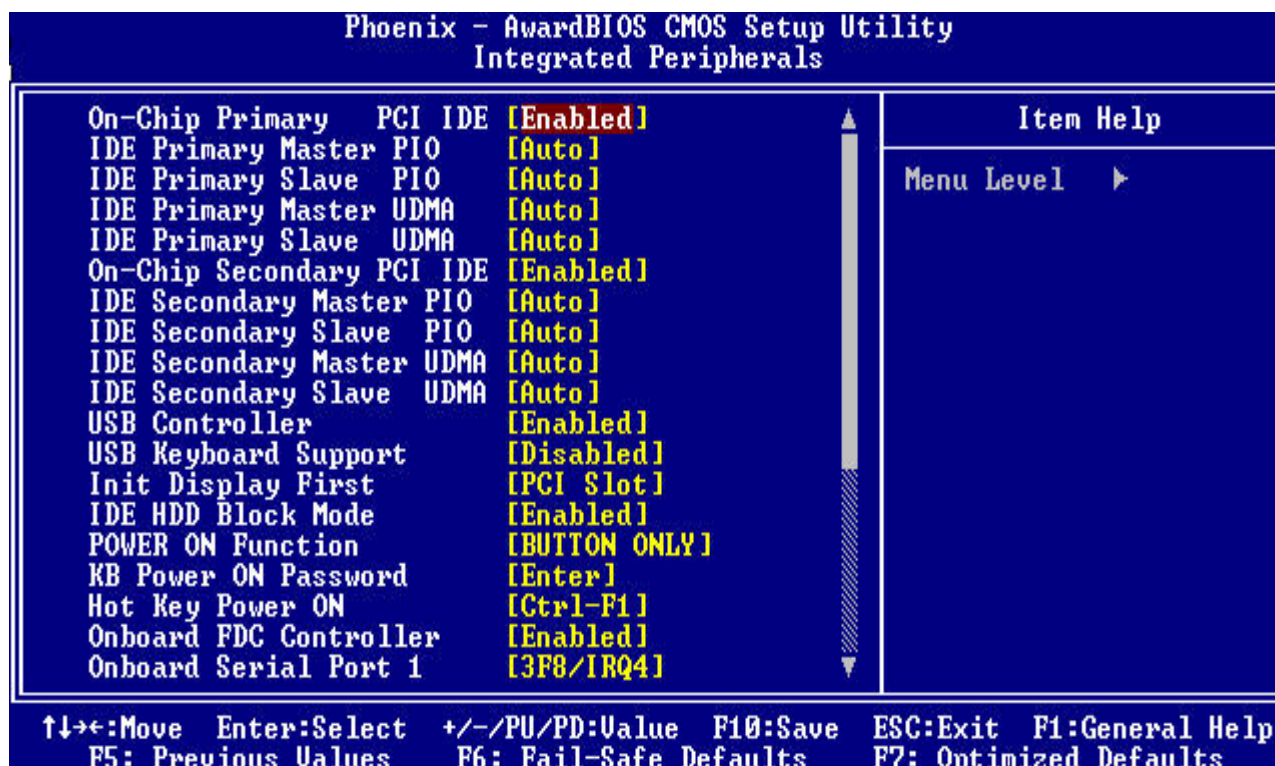 Phoenix - AwardBIOS CMOS Setup Utility
Integrated Peripherals
On-Chip Primary PCI IDE [Enabled]
IDE Primary Master PIO [Auto]
IDE Primary Slave PIO [Auto]
IDE Primary Master UDMA [Auto]
IDE Primary Slave UDMA [Auto]
On-Chip Secondary PCI IDE [Enabled]
IDE Secondary Master PIO [Auto]
IDE Secondary Slave PIO [Auto]
IDE Secondary Master UDMA [Auto]
IDE Secondary Slave UDMA [Auto]
USB Controller [Enabled]
USB Keyboard Support [Disabled]
Init Display First [PCI Slot]
IDE HDD Block Mode [Enabled]
POWER ON Function [BUTTON ONLY]
KB Power ON Password [Enter]
Hot Key Power ON [Ctrl-F1]
Onboard FDC Controller [Enabled]
Onboard Serial Port 1 [3F8/IRQ4]
Item Help
Menu Level ▶
↑↓→←:Move Enter:Select +/-/PU/PD:Value F10:Save ESC:Exit F1:General Help
F5: Previous Values F6: Fail-Safe Defaults F7: Optimized Defaults